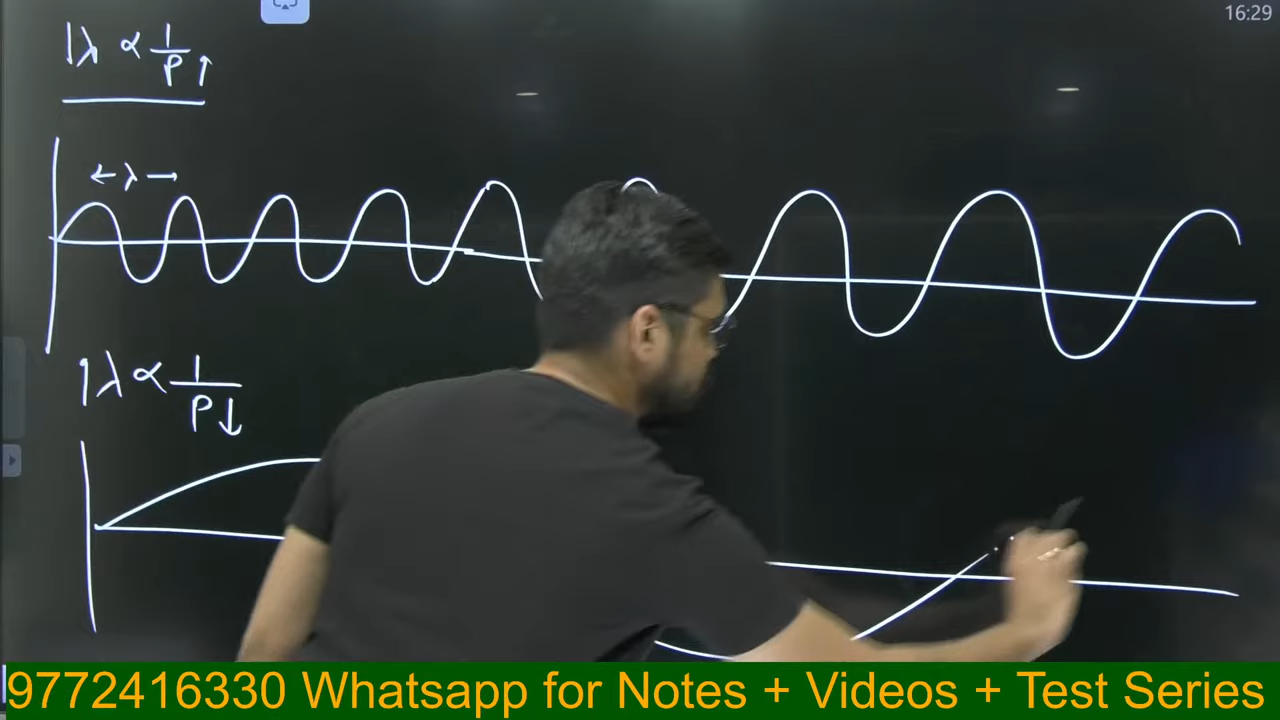 16:29
↓λ ∝ 1/P↑
← λ →
↑λ ∝ 1/P↓
9772416330 Whatsapp for Notes + Videos + Test Series